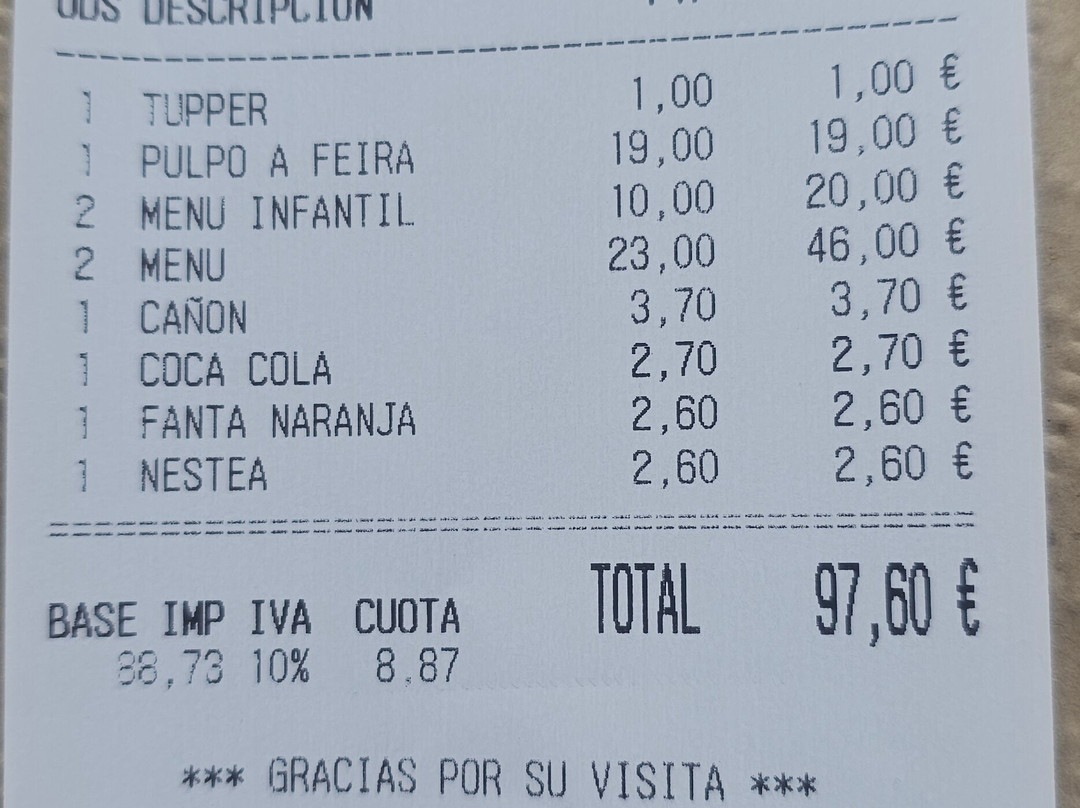 UDS DESCRIPCION
1 TUPPER 1,00 1,00 €
1 PULPO A FEIRA 19,00 19,00 €
2 MENU INFANTIL 10,00 20,00 €
2 MENU 23,00 46,00 €
1 CAÑON 3,70 3,70 €
1 COCA COLA 2,70 2,70 €
1 FANTA NARANJA 2,60 2,60 €
1 NESTEA 2,60 2,60 €
TOTAL 97,60 €
BASE IMP IVA CUOTA
88,73 10% 8,87
*** GRACIAS POR SU VISITA ***